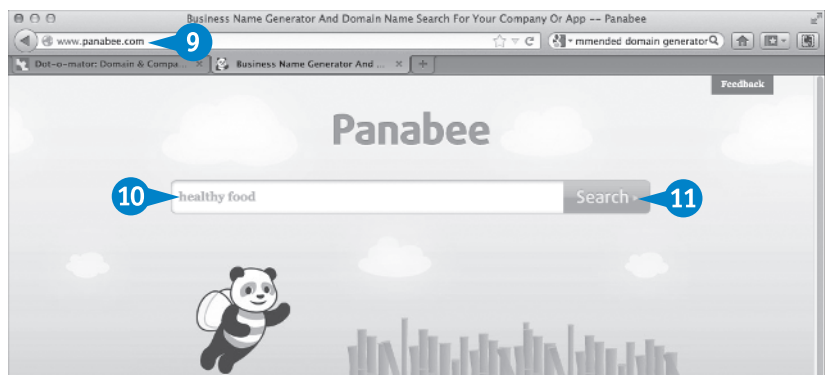 Business Name Generator And Domain Name Search For Your Company Or App -- Panabee
www.panabee.com 9 mmended domain generator
Dot-o-mator: Domain & Compa... × Business Name Generator And ... × +
Feedback
Panabee
10 healthy food Search 11